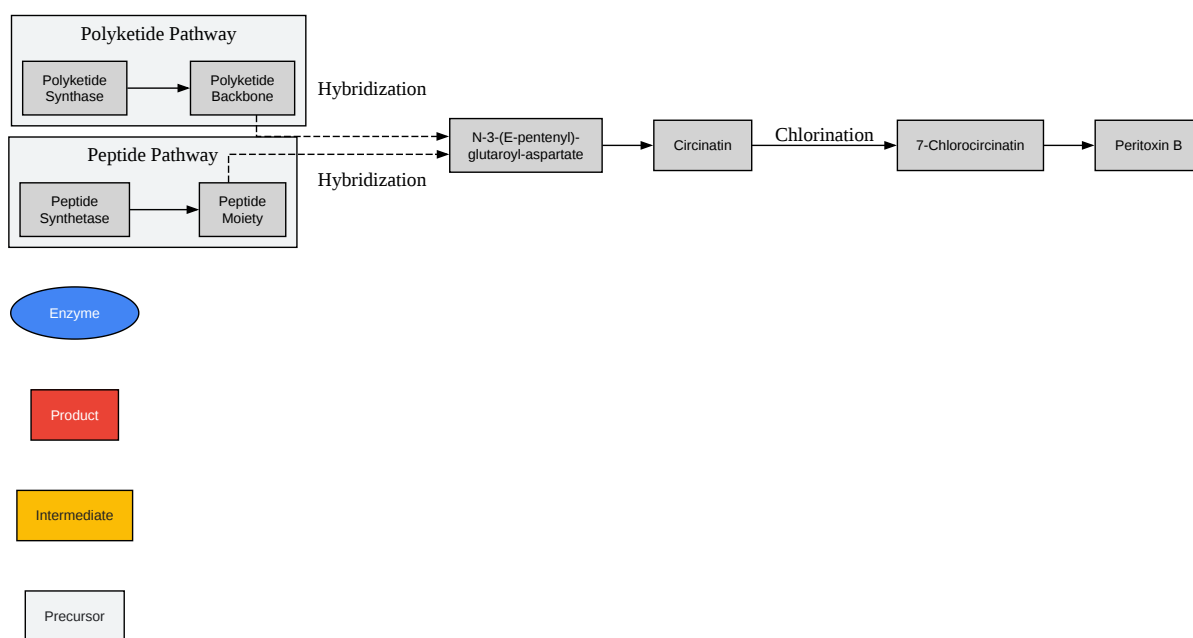 Polyketide Pathway
Polyketide
Synthase
Polyketide
Backbone
Hybridization
Peptide Pathway
Peptide
Synthetase
Peptide
Moiety
Hybridization
N-3-(E-pentenyl)-
glutaroyl-aspartate
Circinatin
Chlorination
7-Chlorocircinatin
Peritoxin B
Enzyme
Product
Intermediate
Precursor